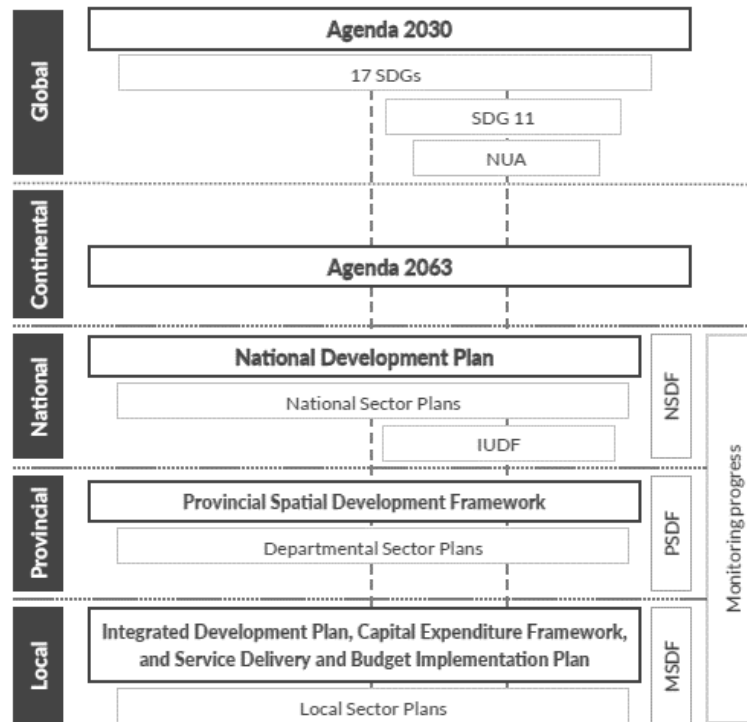 Global
Agenda 2030
17 SDGs
SDG 11
NUA
Continental
Agenda 2063
National
National Development Plan
National Sector Plans
IUDF
NSDF
Provincial
Provincial Spatial Development Framework
Departmental Sector Plans
PSDF
Local
Integrated Development Plan, Capital Expenditure Framework,
and Service Delivery and Budget Implementation Plan
Local Sector Plans
MSDF
Monitoring progress